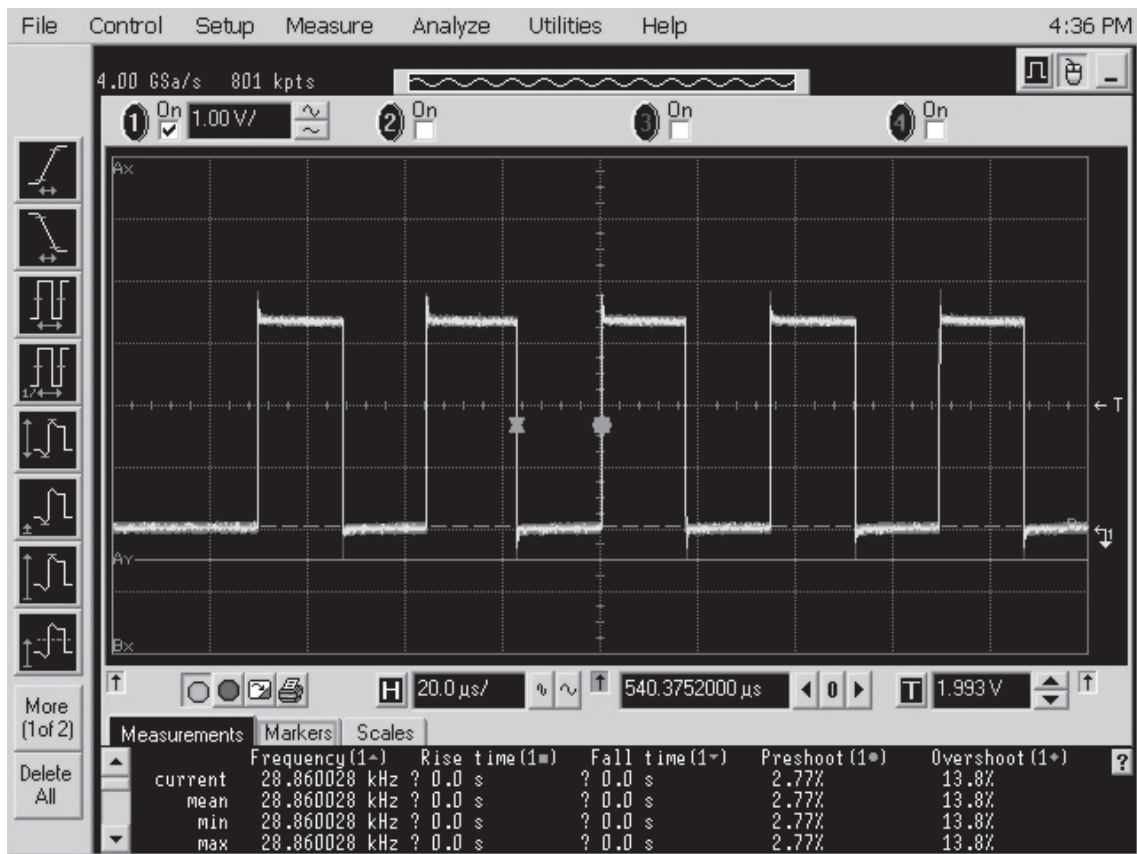 File Control Setup Measure Analyze Utilities Help 4:36 PM
4.00 GSa/s 801 kpts
1 On 1.00 V/ 2 On 3 On 4 On
Ax
← T
Ay
Bx
H 20.0 µs/ 540.3752000 µs 0 T 1.993 V
More
(1of 2)
Delete
All
Measurements Markers Scales
Frequency(1) Rise time(1) Fall time(1) Preshoot(1) Overshoot(1) ?
current 28.860028 kHz ? 0.0 s ? 0.0 s 2.77% 13.8%
mean 28.860028 kHz ? 0.0 s ? 0.0 s 2.77% 13.8%
min 28.860028 kHz ? 0.0 s ? 0.0 s 2.77% 13.8%
max 28.860028 kHz ? 0.0 s ? 0.0 s 2.77% 13.8%